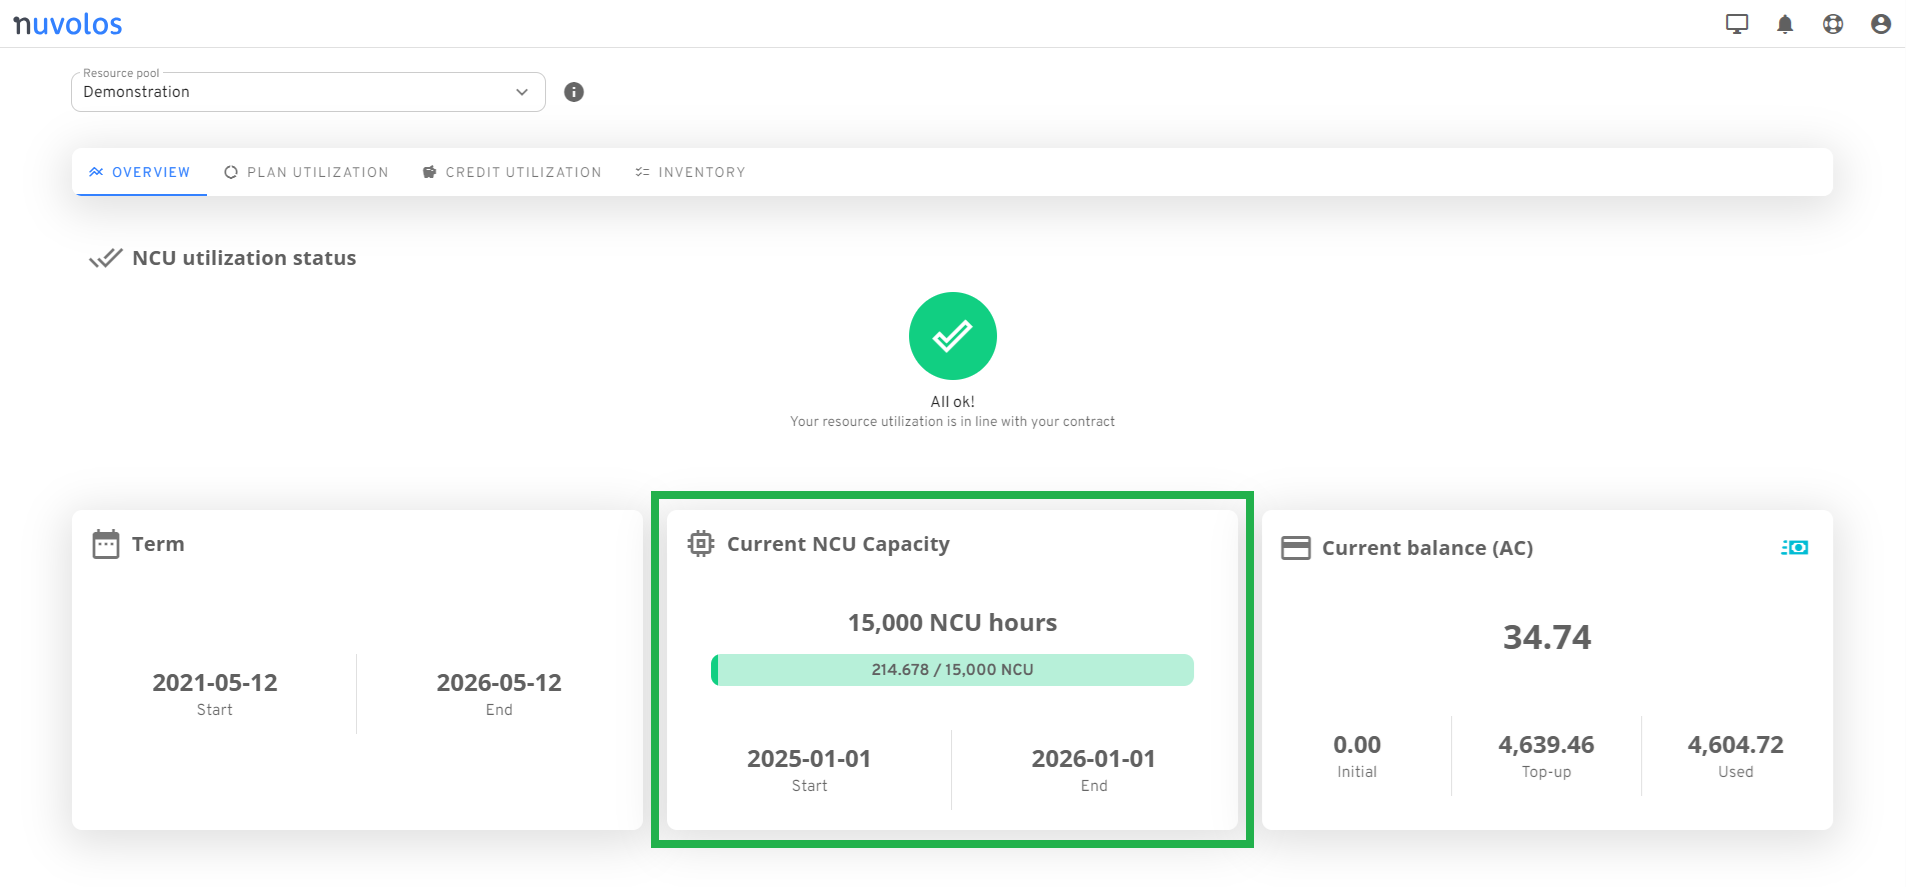 nuvolos
Resource pool
Demonstration
OVERVIEW
PLAN UTILIZATION
CREDIT UTILIZATION
INVENTORY
NCU utilization status
All ok!
Your resource utilization is in line with your contract
Term
2021-05-12
Start
2026-05-12
End
Current NCU Capacity
15,000 NCU hours
214.678 / 15,000 NCU
2025-01-01
Start
2026-01-01
End
Current balance (AC)
34.74
0.00
Initial
4,639.46
Top-up
4,604.72
Used